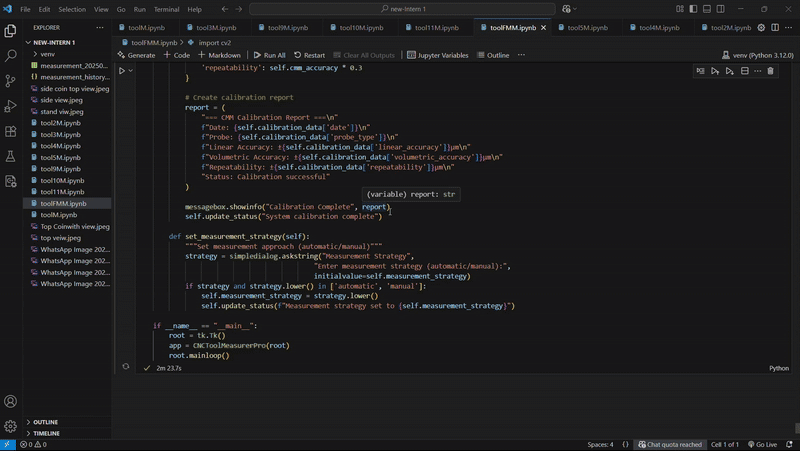 File Edit Selection View Go Run Terminal Help
new-Intern 1
EXPLORER
toolM.ipynb
tool3M.ipynb
tool9M.ipynb
tool10M.ipynb
tool11M.ipynb
toolFMM.ipynb
tool5M.ipynb
tool4M.ipynb
tool2M.ipynb
NEW-INTERN 1
venv
measurement_20250...
measurement_history...
side coin top view.jpeg
side view.jpeg
stand viw.jpeg
tool2M.ipynb
tool3M.ipynb
tool4M.ipynb
tool5M.ipynb
tool9M.ipynb
tool10M.ipynb
tool11M.ipynb
toolFMM.ipynb
toolM.ipynb
Top Coinwith view.jpeg
top veiw.jpeg
WhatsApp Image 202...
WhatsApp Image 202...
WhatsApp Image 202...
WhatsApp Image 202...
OUTLINE
TIMELINE
toolFMM.ipynb > import cv2
Generate + Code + Markdown Run All Restart Clear All Outputs Jupyter Variables Outline ...
venv (Python 3.12.0)
'repeatability': self.cmm_accuracy * 0.3
}
# Create calibration report
report = (
"=== CMM Calibration Report ===\n"
f"Date: {self.calibration_data['date']}\n"
f"Probe: {self.calibration_data['probe_type']}\n"
f"Linear Accuracy: ±{self.calibration_data['linear_accuracy']}μm\n"
f"Volumetric Accuracy: ±{self.calibration_data['volumetric_accuracy']}μm\n"
f"Repeatability: ±{self.calibration_data['repeatability']}μm\n"
"Status: Calibration successful"
)
(variable) report: str
messagebox.showinfo("Calibration Complete", report)
self.update_status("System calibration complete")
def set_measurement_strategy(self):
"""Set measurement approach (automatic/manual)"""
strategy = simpledialog.askstring("Measurement Strategy",
"Enter measurement strategy (automatic/manual):",
initialvalue=self.measurement_strategy)
if strategy and strategy.lower() in ['automatic', 'manual']:
self.measurement_strategy = strategy.lower()
self.update_status(f"Measurement strategy set to {self.measurement_strategy}")
if __name__ == "__main__":
root = tk.Tk()
app = CNCToolMeasurerPro(root)
root.mainloop()
2m 23.7s
Python
0 0
Spaces: 4 {} Chat quota reached Cell 1 of 1 Go Live